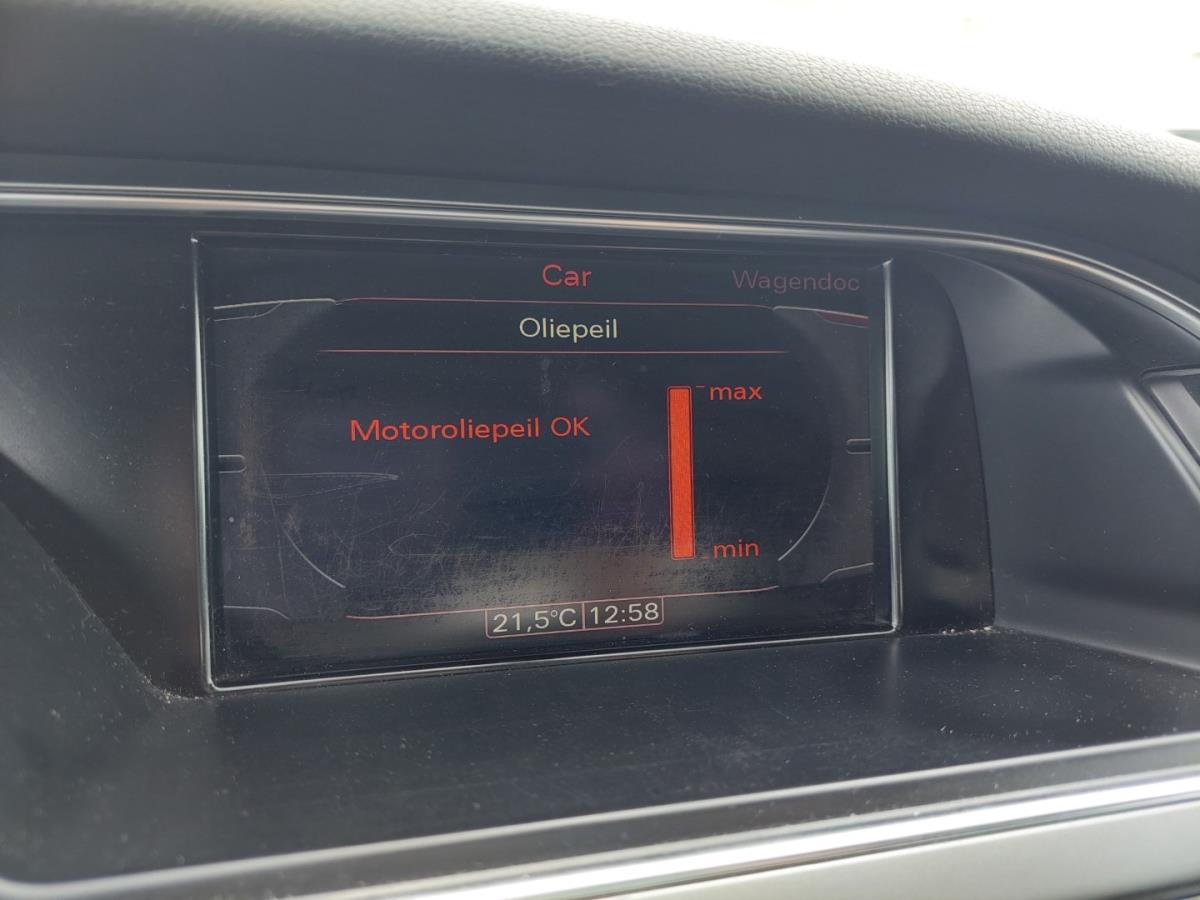 Car
Wagendoc
Oliepeil
max
Motoroliepeil OK
min
21,5°C 12:58